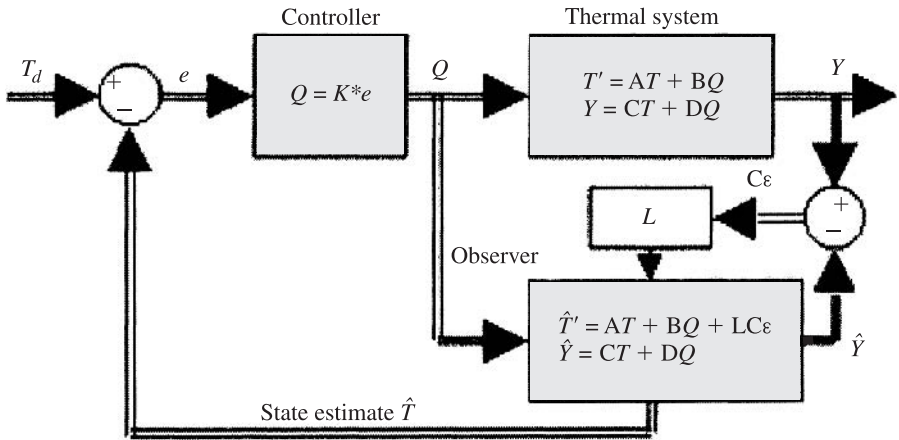 Controller
Thermal system
T_d
+
−
e
Q = K*e
Q
T′ = AT + BQ
Y = CT + DQ
Y
Cε
+
−
L
Observer
T̂′ = AT + BQ + LCε
Ŷ = CT + DQ
Ŷ
State estimate T̂